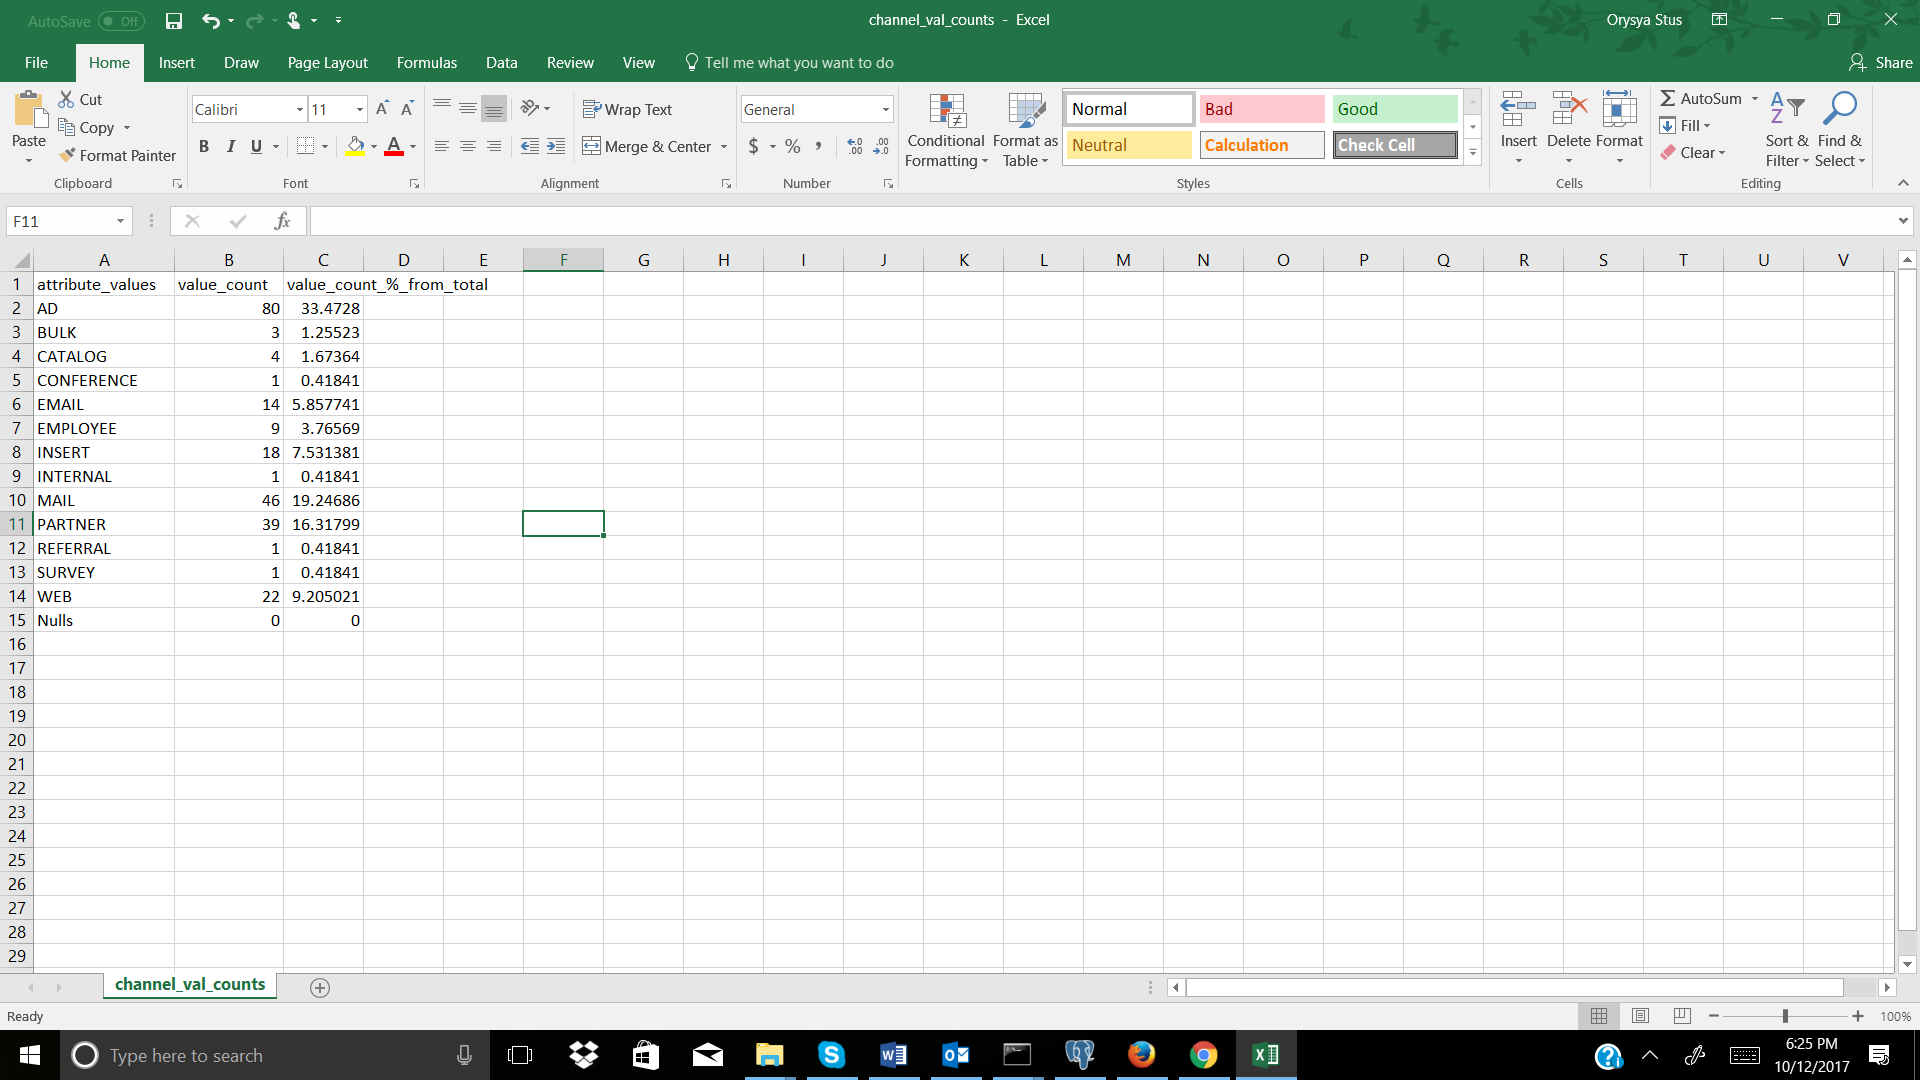 AutoSave Off
channel_val_counts - Excel
Orysya Stus
File Home Insert Draw Page Layout Formulas Data Review View Tell me what you want to do Share
Paste
Cut
Copy
Format Painter
Clipboard
Calibri 11
B I U
Font
Wrap Text
Merge & Center
Alignment
General
$ % ,
Number
Conditional Formatting
Format as Table
Normal Bad Good
Neutral Calculation Check Cell
Styles
Insert Delete Format
Cells
AutoSum
Fill
Clear
Sort & Filter
Find & Select
Editing
F11 fx
A B C D E F G H I J K L M N O P Q R S T U V
1 attribute_values value_count value_count_%_from_total
2 AD 80 33.4728
3 BULK 3 1.25523
4 CATALOG 4 1.67364
5 CONFERENCE 1 0.41841
6 EMAIL 14 5.857741
7 EMPLOYEE 9 3.76569
8 INSERT 18 7.531381
9 INTERNAL 1 0.41841
10 MAIL 46 19.24686
11 PARTNER 39 16.31799
12 REFERRAL 1 0.41841
13 SURVEY 1 0.41841
14 WEB 22 9.205021
15 Nulls 0 0
16
17
18
19
20
21
22
23
24
25
26
27
28
29
channel_val_counts
Ready
100%
Type here to search
6:25 PM
10/12/2017